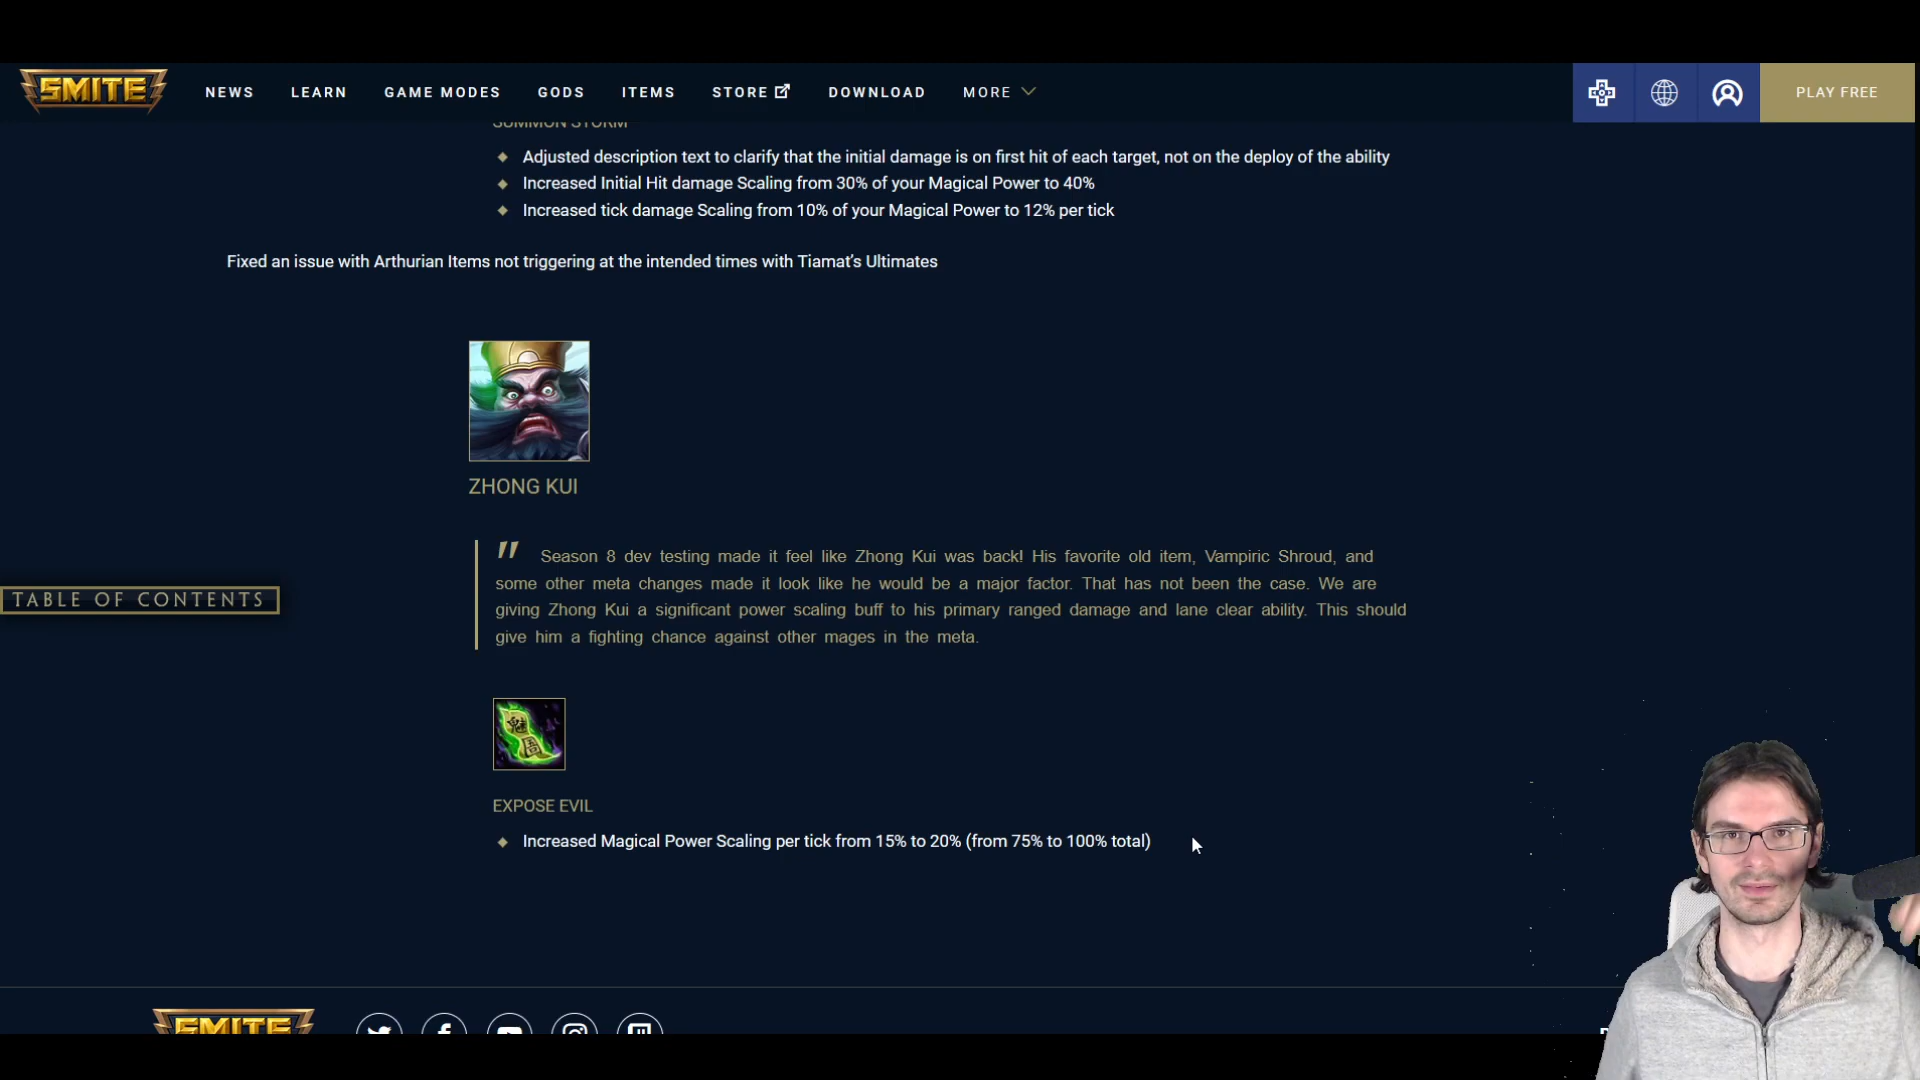 SMITE
NEWS LEARN GAME MODES GODS ITEMS STORE DOWNLOAD MORE PLAY FREE
SUMMON STORM
Adjusted description text to clarify that the initial damage is on first hit of each target, not on the deploy of the ability
Increased Initial Hit damage Scaling from 30% of your Magical Power to 40%
Increased tick damage Scaling from 10% of your Magical Power to 12% per tick
Fixed an issue with Arthurian Items not triggering at the intended times with Tiamat’s Ultimates
ZHONG KUI
" Season 8 dev testing made it feel like Zhong Kui was back! His favorite old item, Vampiric Shroud, and
some other meta changes made it look like he would be a major factor. That has not been the case. We are
giving Zhong Kui a significant power scaling buff to his primary ranged damage and lane clear ability. This should
give him a fighting chance against other mages in the meta.
TABLE OF CONTENTS
EXPOSE EVIL
Increased Magical Power Scaling per tick from 15% to 20% (from 75% to 100% total)
SMITE